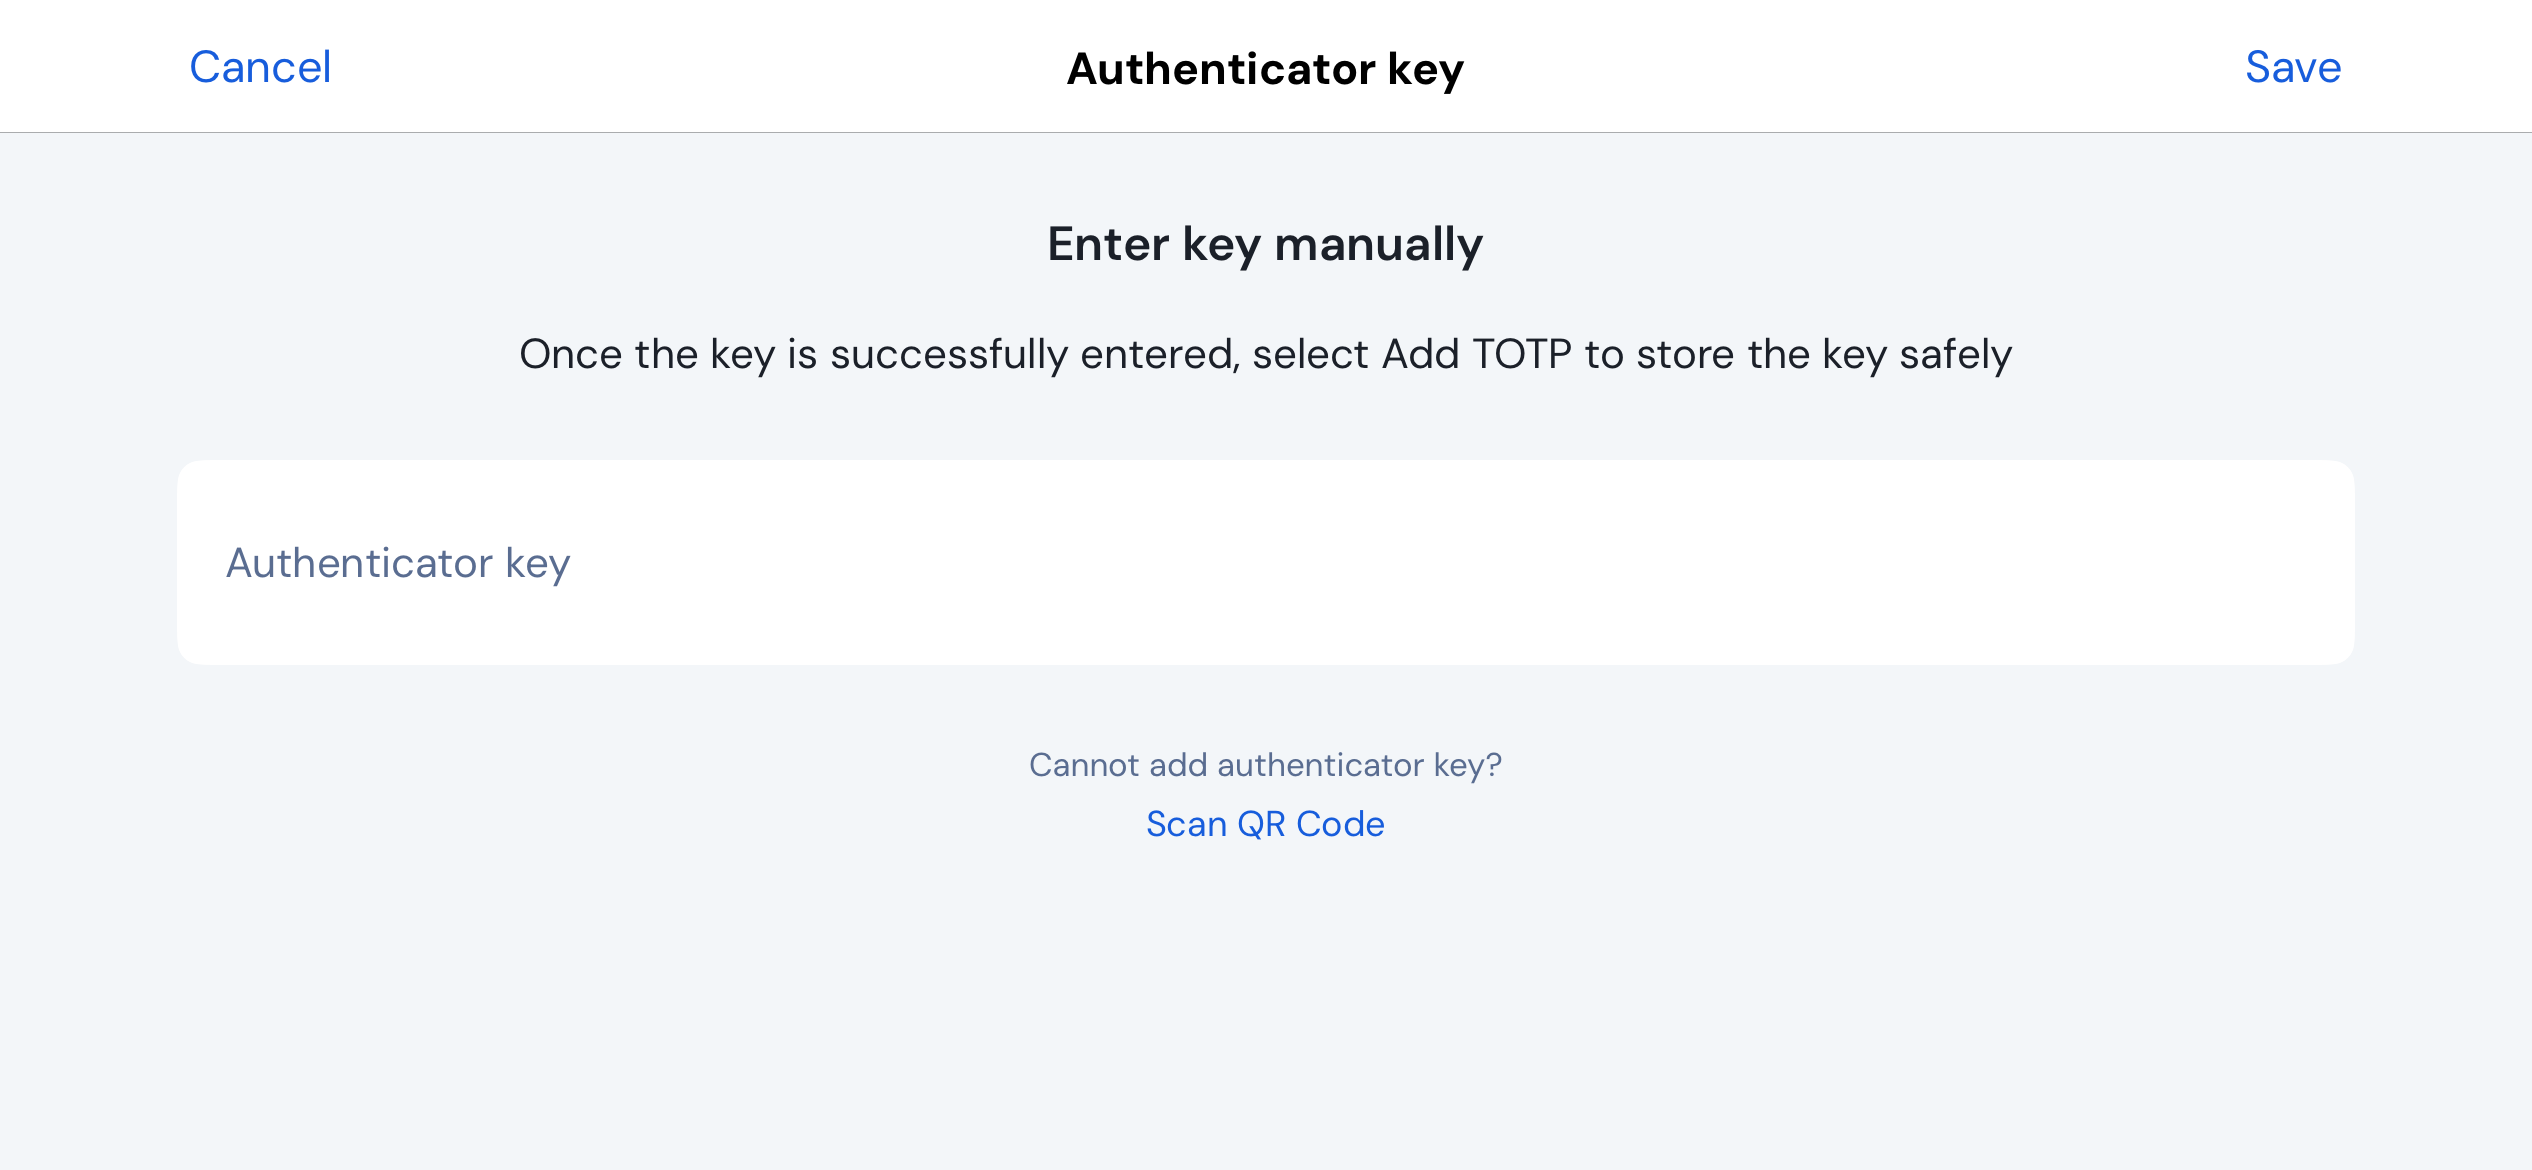 Cancel
Authenticator key
Save
Enter key manually
Once the key is successfully entered, select Add TOTP to store the key safely
Authenticator key
Cannot add authenticator key?
Scan QR Code